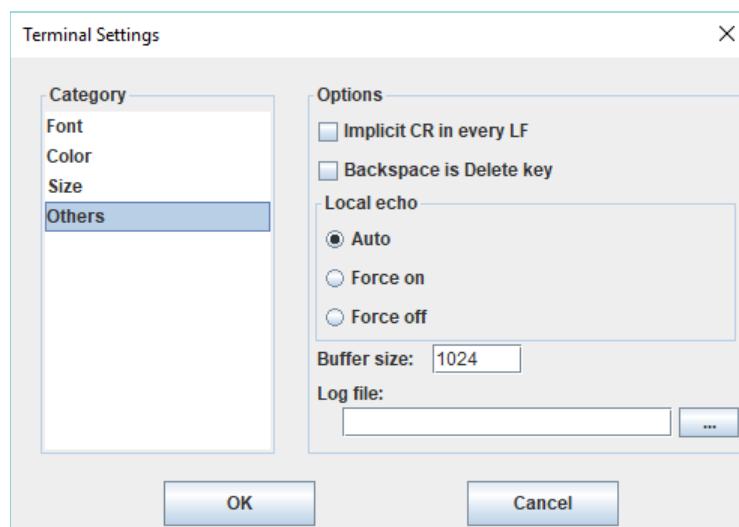 Terminal Settings
Category
Font
Color
Size
Others
Options
Implicit CR in every LF
Backspace is Delete key
Local echo
Auto
Force on
Force off
Buffer size: 1024
Log file:
...
OK
Cancel